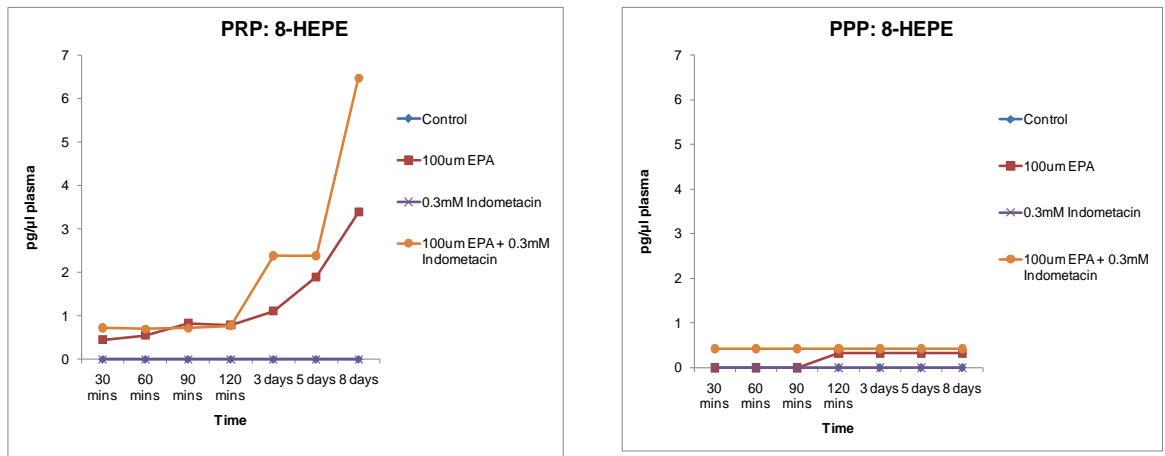 PRP: 8-HEPE
7
6
5
4
3
2
1
0
pg/µl plasma
30 mins
60 mins
90 mins
120 mins
3 days
5 days
8 days
Time
Control
100um EPA
0.3mM Indometacin
100um EPA + 0.3mM
Indometacin
PPP: 8-HEPE
7
6
5
4
3
2
1
0
pg/µl plasma
30 mins
60 mins
90 mins
120 mins
3 days
5 days
8 days
Time
Control
100um EPA
0.3mM Indometacin
100um EPA + 0.3mM
Indometacin